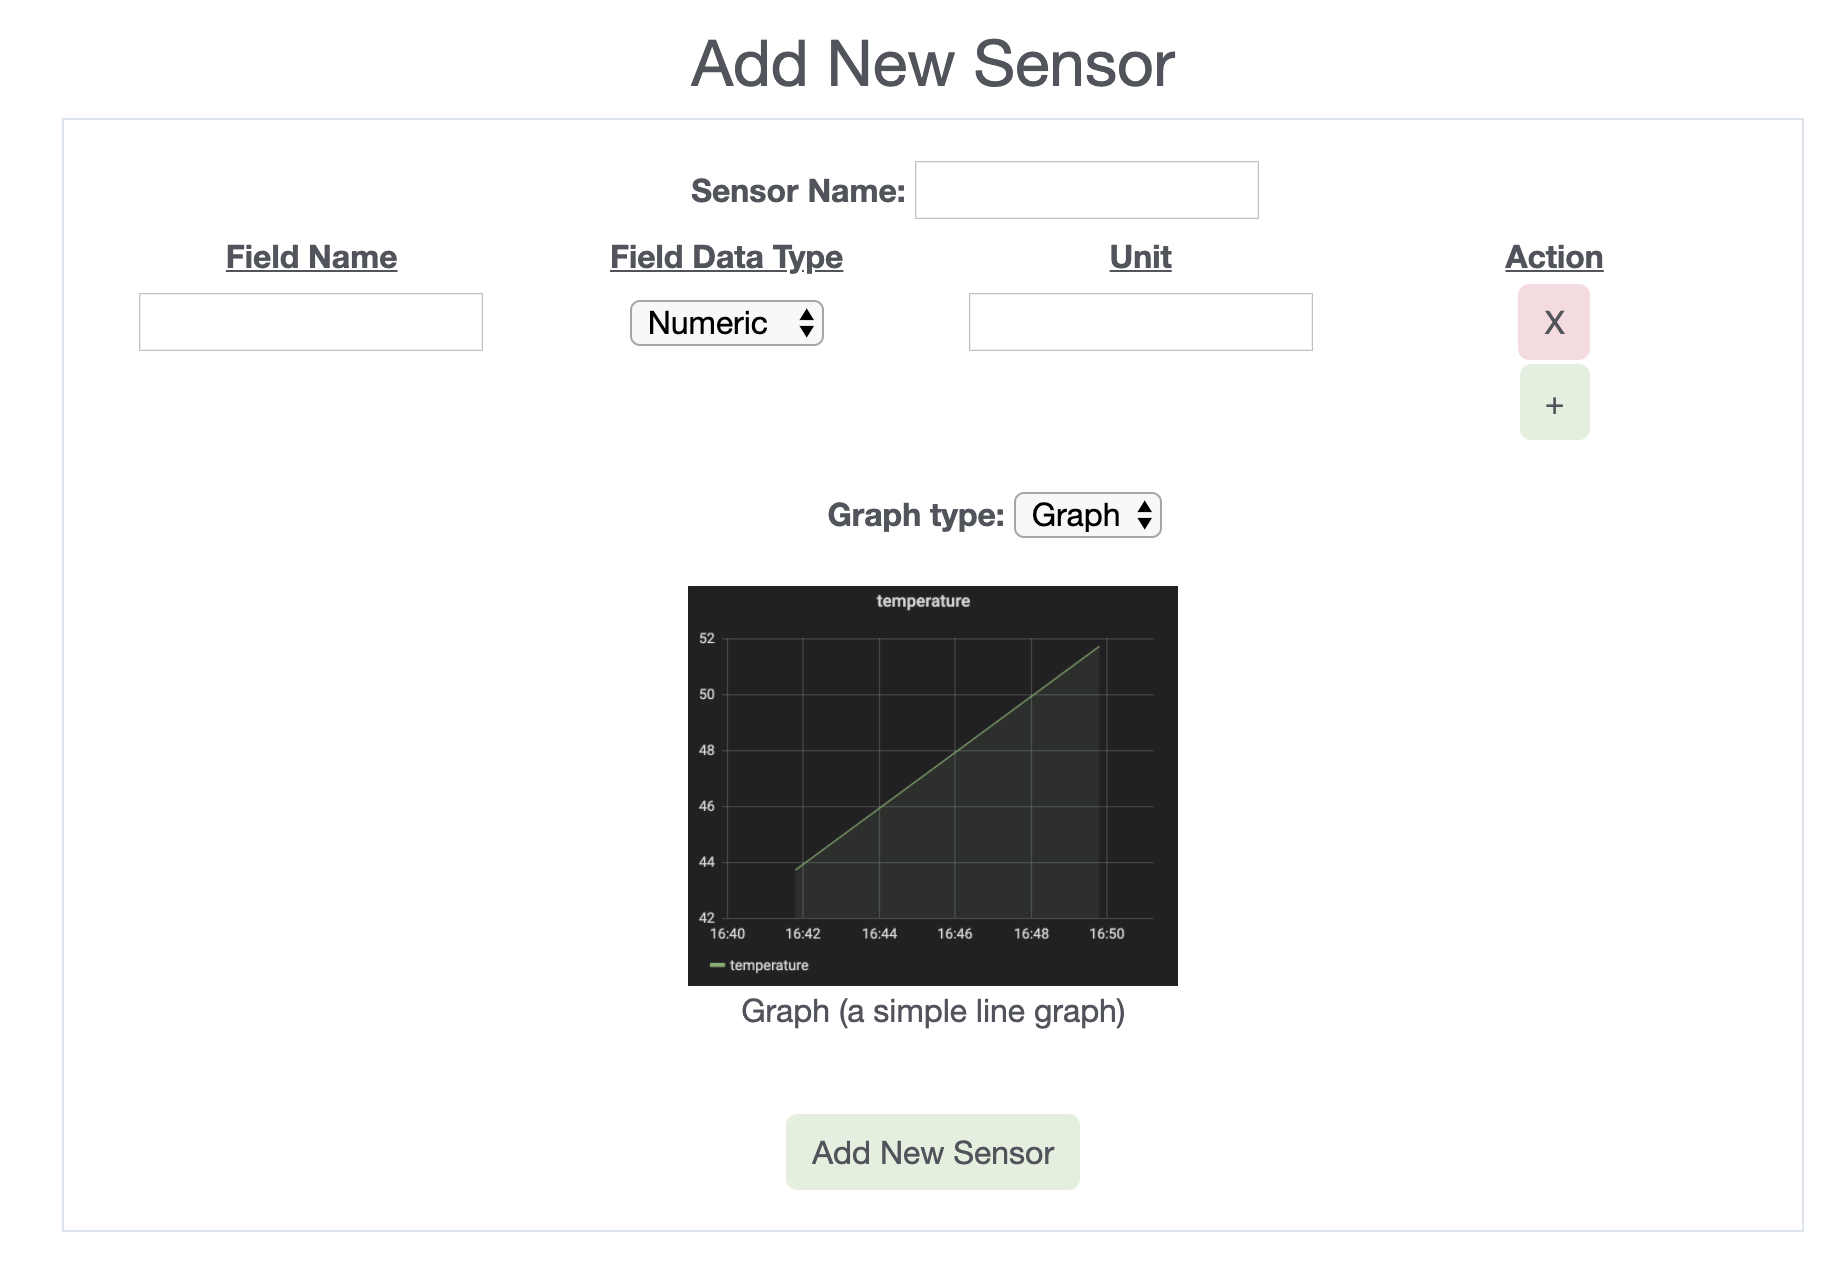 Add New Sensor
Sensor Name:
Field Name Field Data Type Unit Action
Numeric X
+
Graph type: Graph
temperature
52
50
48
46
44
42
16:40 16:42 16:44 16:46 16:48 16:50
temperature
Graph (a simple line graph)
Add New Sensor